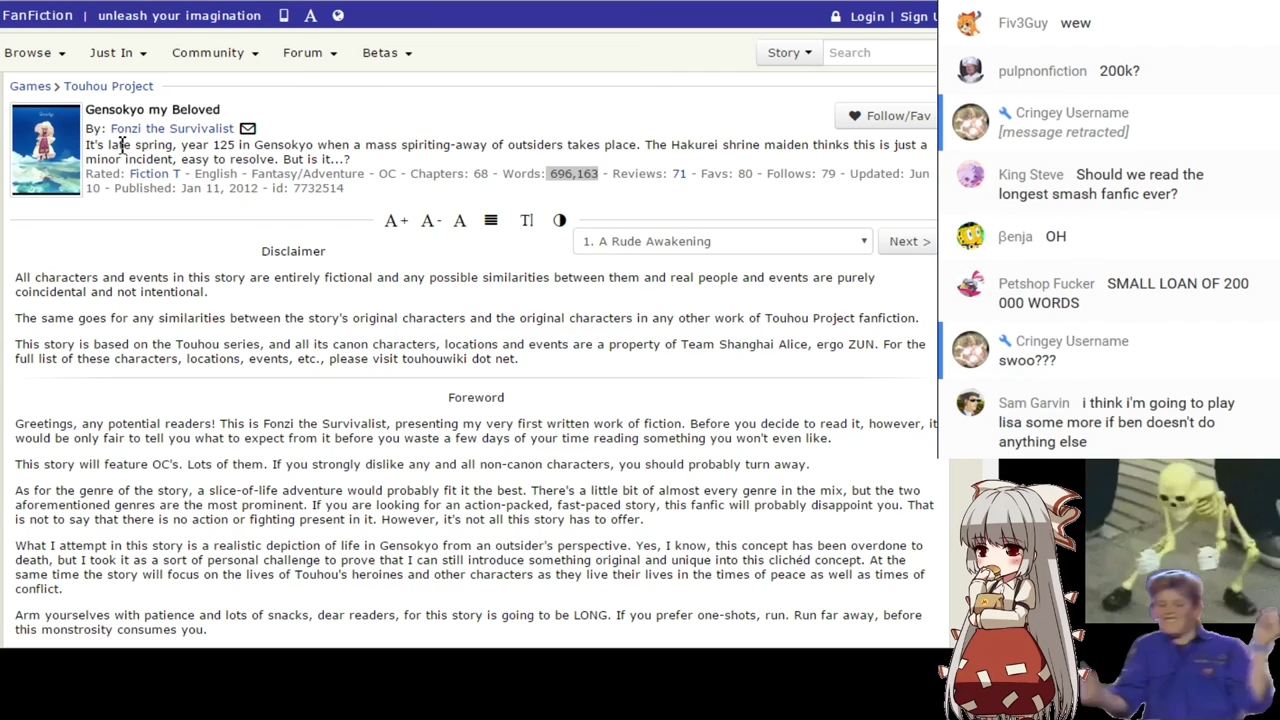 FanFiction | unleash your imagination A Login | Sign U
Browse Just In Community Forum Betas Story Search
Games > Touhou Project
Gensokyo my Beloved
By: Fonzi the Survivalist
Follow/Fav
It's late spring, year 125 in Gensokyo when a mass spiriting-away of outsiders takes place. The Hakurei shrine maiden thinks this is just a
minor incident, easy to resolve. But is it...?
Rated: Fiction T - English - Fantasy/Adventure - OC - Chapters: 68 - Words: 696,163 - Reviews: 71 - Favs: 80 - Follows: 79 - Updated: Jun
10 - Published: Jan 11, 2012 - id: 7732514
A+ A- A T
1. A Rude Awakening Next >
Disclaimer
All characters and events in this story are entirely fictional and any possible similarities between them and real people and events are purely
coincidental and not intentional.
The same goes for any similarities between the story's original characters and the original characters in any other work of Touhou Project fanfiction.
This story is based on the Touhou series, and all its canon characters, locations and events are a property of Team Shanghai Alice, ergo ZUN. For the
full list of these characters, locations, events, etc., please visit touhouwiki dot net.
Foreword
Greetings, any potential readers! This is Fonzi the Survivalist, presenting my very first written work of fiction. Before you decide to read it, however, it
would be only fair to tell you what to expect from it before you waste a few days of your time reading something you won't even like.
This story will feature OC's. Lots of them. If you strongly dislike any and all non-canon characters, you should probably turn away.
As for the genre of the story, a slice-of-life adventure would probably fit it the best. There's a little bit of almost every genre in the mix, but the two
aforementioned genres are the most prominent. If you are looking for an action-packed, fast-paced story, this fanfic will probably disappoint you. That
is not to say that there is no action or fighting present in it. However, it's not all this story has to offer.
What I attempt in this story is a realistic depiction of life in Gensokyo from an outsider's perspective. Yes, I know, this concept has been overdone to
death, but I took it as a sort of personal challenge to prove that I can still introduce something original and unique into this clichéd concept. At the
same time the story will focus on the lives of Touhou's heroines and other characters as they live their lives in the times of peace as well as times of
conflict.
Arm yourselves with patience and lots of snacks, dear readers, for this story is going to be LONG. If you prefer one-shots, run. Run far away, before
this monstrosity consumes you.
Fiv3Guy wew
pulpnonfiction 200k?
Cringey Username
[message retracted]
King Steve Should we read the
longest smash fanfic ever?
βenja OH
Petshop Fucker SMALL LOAN OF 200
000 WORDS
Cringey Username
swoo???
Sam Garvin i think i'm going to play
lisa some more if ben doesn't do
anything else